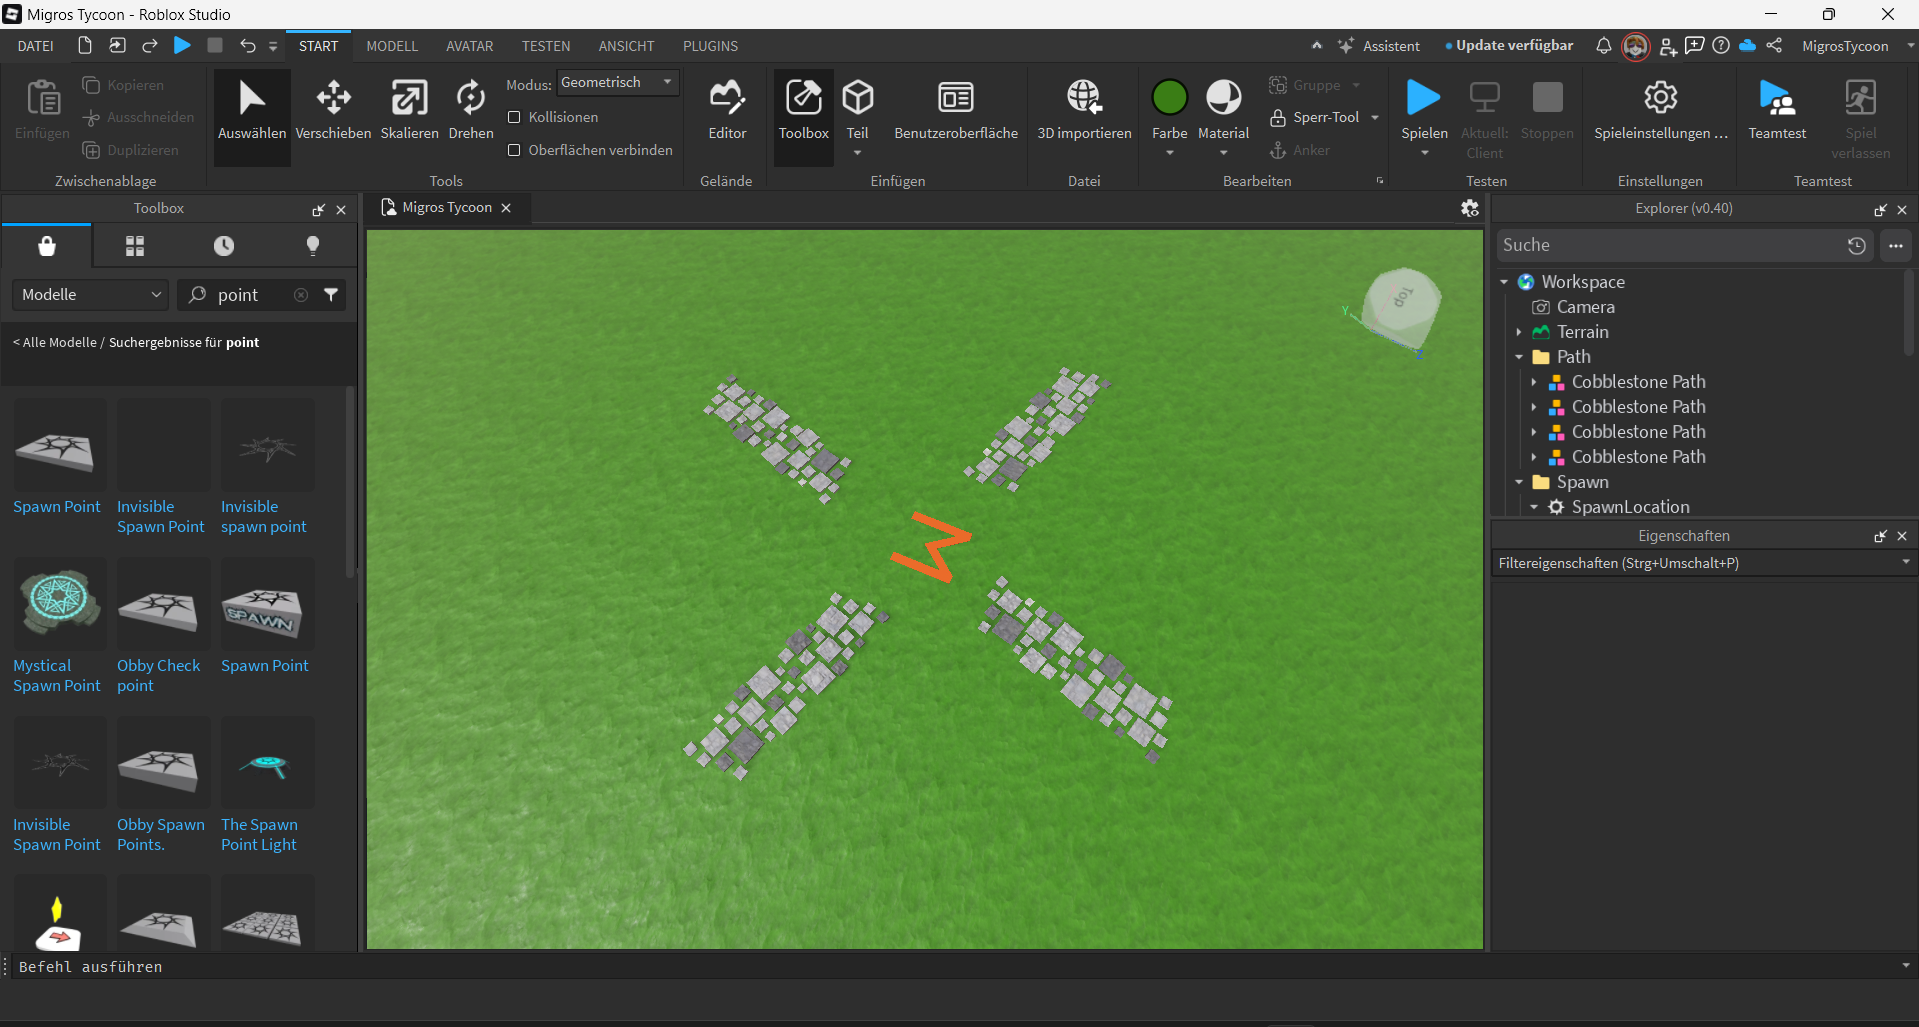 Migros Tycoon - Roblox Studio
DATEI
START
MODELL
AVATAR
TESTEN
ANSICHT
PLUGINS
Assistent
Update verfügbar
MigrosTycoon
Einfügen
Kopieren
Ausschneiden
Duplizieren
Zwischenablage
Auswählen
Verschieben
Skalieren
Drehen
Modus: Geometrisch
Kollisionen
Oberflächen verbinden
Tools
Editor
Gelände
Toolbox
Teil
Benutzeroberfläche
Einfügen
3D importieren
Datei
Farbe
Material
Gruppe
Sperr-Tool
Anker
Bearbeiten
Spielen
Aktuell:
Client
Stoppen
Testen
Spieleinstellungen ...
Einstellungen
Teamtest
Spiel
verlassen
Teamtest
Toolbox
Modelle
point
< Alle Modelle / Suchergebnisse für point
Spawn Point
Invisible
Spawn Point
Invisible
spawn point
Mystical
Spawn Point
Obby Check
point
SPAWN
Spawn Point
Invisible
Spawn Point
Obby Spawn
Points.
The Spawn
Point Light
Migros Tycoon
Top
Y
Z
M
Explorer (v0.40)
Suche
Workspace
Camera
Terrain
Path
Cobblestone Path
Cobblestone Path
Cobblestone Path
Cobblestone Path
Spawn
SpawnLocation
Eigenschaften
Filtereigenschaften (Strg+Umschalt+P)
Befehl ausführen